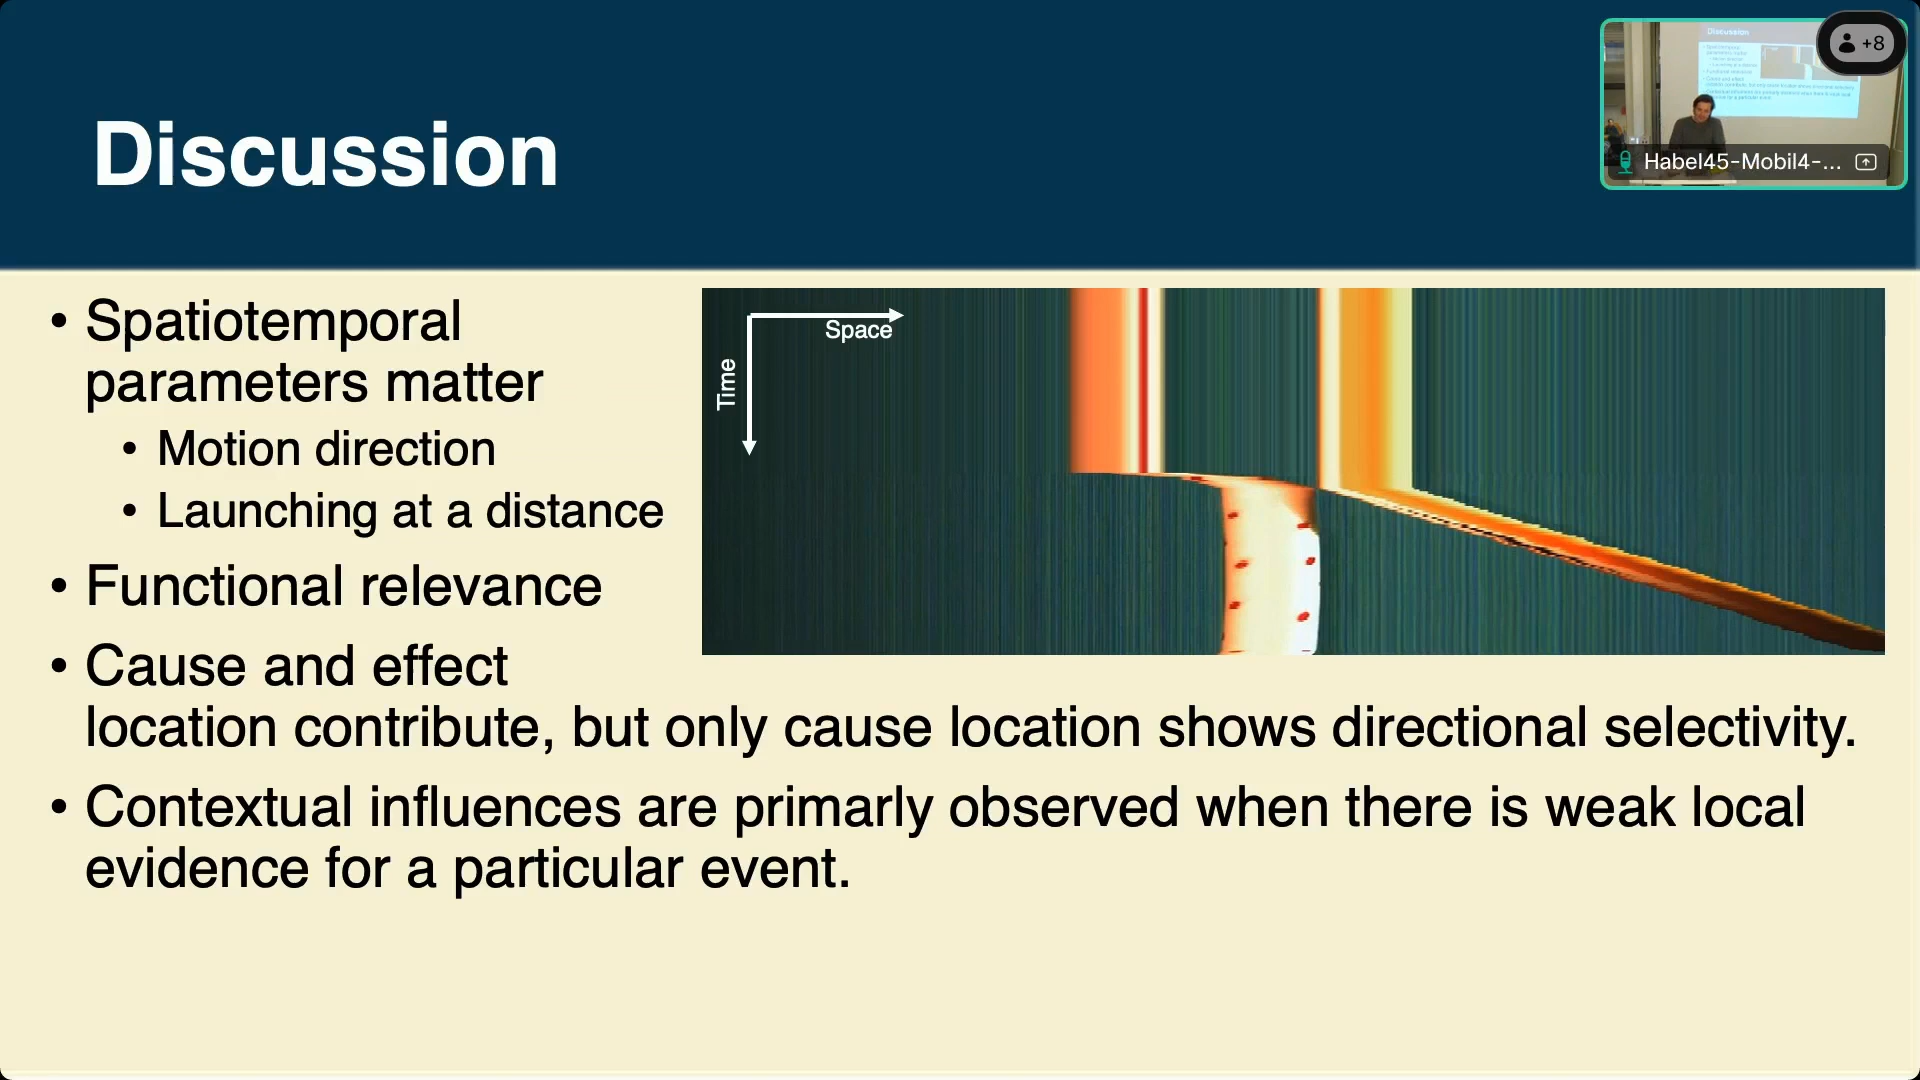 Discussion
+8
Habel45-Mobil4-...
• Spatiotemporal
parameters matter
• Motion direction
• Launching at a distance
• Functional relevance
• Cause and effect
location contribute, but only cause location shows directional selectivity.
• Contextual influences are primarly observed when there is weak local
evidence for a particular event.
Space
Time